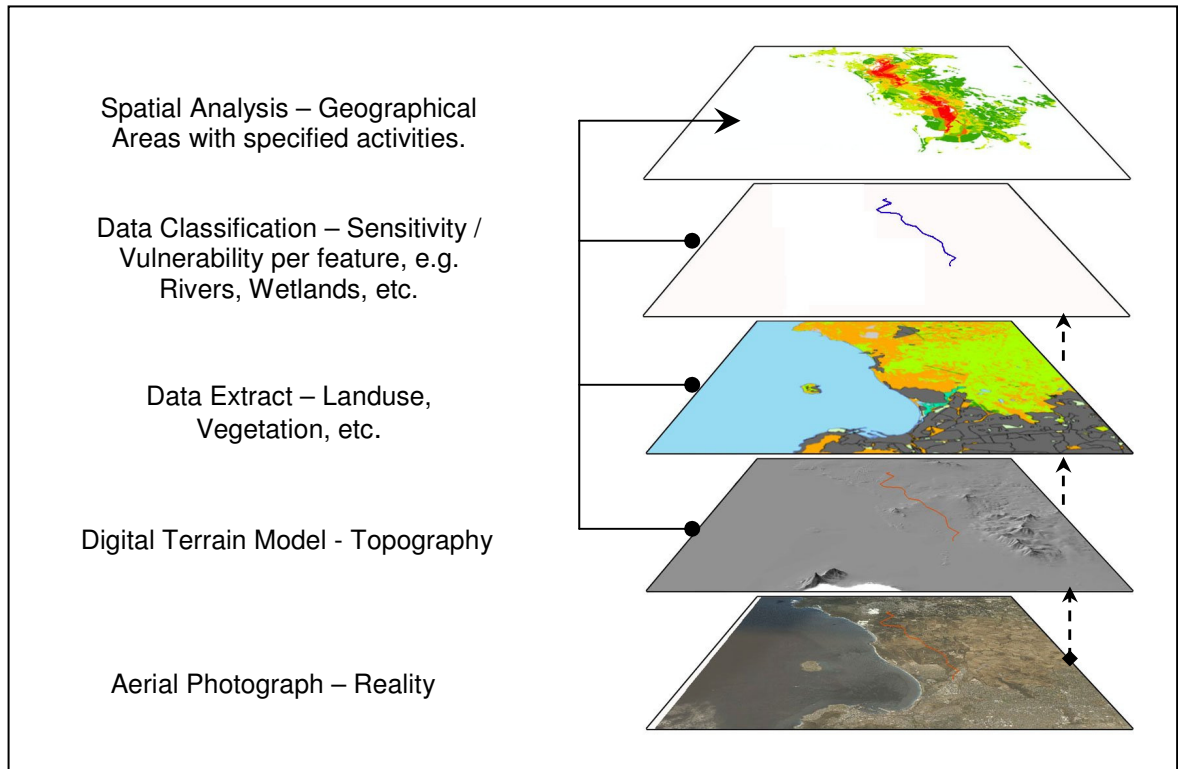 Spatial Analysis – Geographical
Areas with specified activities.
Data Classification – Sensitivity /
Vulnerability per feature, e.g.
Rivers, Wetlands, etc.
Data Extract – Landuse,
Vegetation, etc.
Digital Terrain Model - Topography
Aerial Photograph – Reality